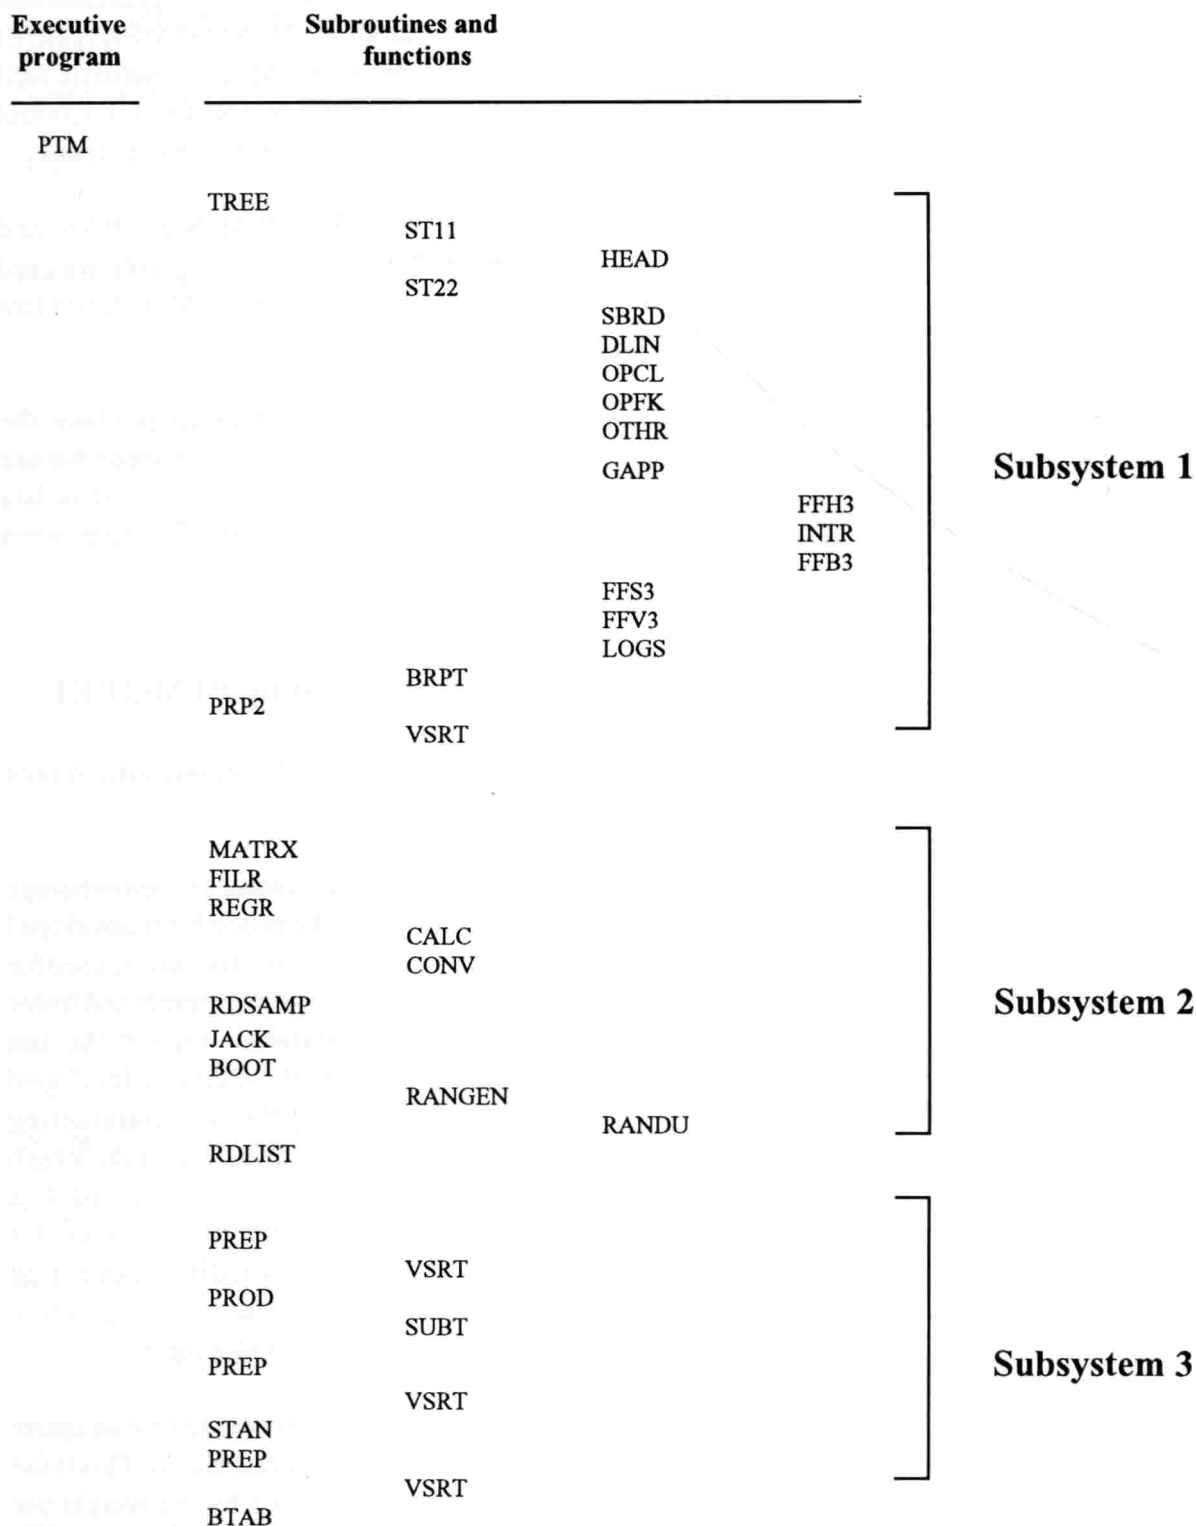 Executive program
Subroutines and functions
PTM
TREE
ST11
HEAD
ST22
SBRD
DLIN
OPCL
OPFK
OTHR
GAPP
Subsystem 1
FFH3
INTR
FFB3
FFS3
FFV3
LOGS
BRPT
PRP2
VSRT
MATRX
FILR
REGR
CALC
CONV
RDSAMP
Subsystem 2
JACK
BOOT
RANGEN
RANDU
RDLIST
PREP
VSRT
PROD
SUBT
PREP
Subsystem 3
VSRT
STAN
PREP
VSRT
BTAB